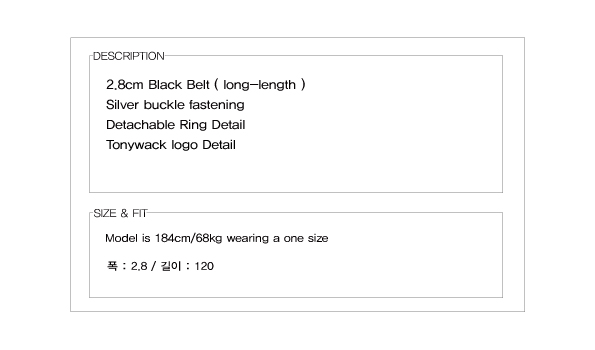 DESCRIPTION
2.8cm Black Belt ( long-length )
Silver buckle fastening
Detachable Ring Detail
Tonywack logo Detail
SIZE & FIT
Model is 184cm/68kg wearing a one size
폭 : 2.8 / 길이 : 120